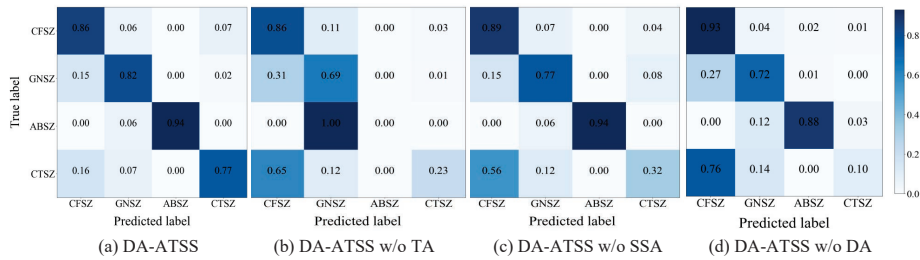 CFSZ 0.86 0.06 0.00 0.07 0.86 0.11 0.00 0.03 0.89 0.07 0.00 0.04 0.93 0.04 0.02 0.01
GNSZ 0.15 0.82 0.00 0.02 0.31 0.69 0.00 0.01 0.15 0.77 0.00 0.08 0.27 0.72 0.01 0.00
ABSZ 0.00 0.06 0.94 0.00 0.00 1.00 0.00 0.00 0.00 0.06 0.94 0.00 0.00 0.12 0.88 0.03
CTSZ 0.16 0.07 0.00 0.77 0.65 0.12 0.00 0.23 0.56 0.12 0.00 0.32 0.76 0.14 0.00 0.10
True label
0.8
0.6
0.4
0.2
0.0
CFSZ GNSZ ABSZ CTSZ CFSZ GNSZ ABSZ CTSZ CFSZ GNSZ ABSZ CTSZ CFSZ GNSZ ABSZ CTSZ
Predicted label Predicted label Predicted label Predicted label
(a) DA-ATSS (b) DA-ATSS w/o TA (c) DA-ATSS w/o SSA (d) DA-ATSS w/o DA